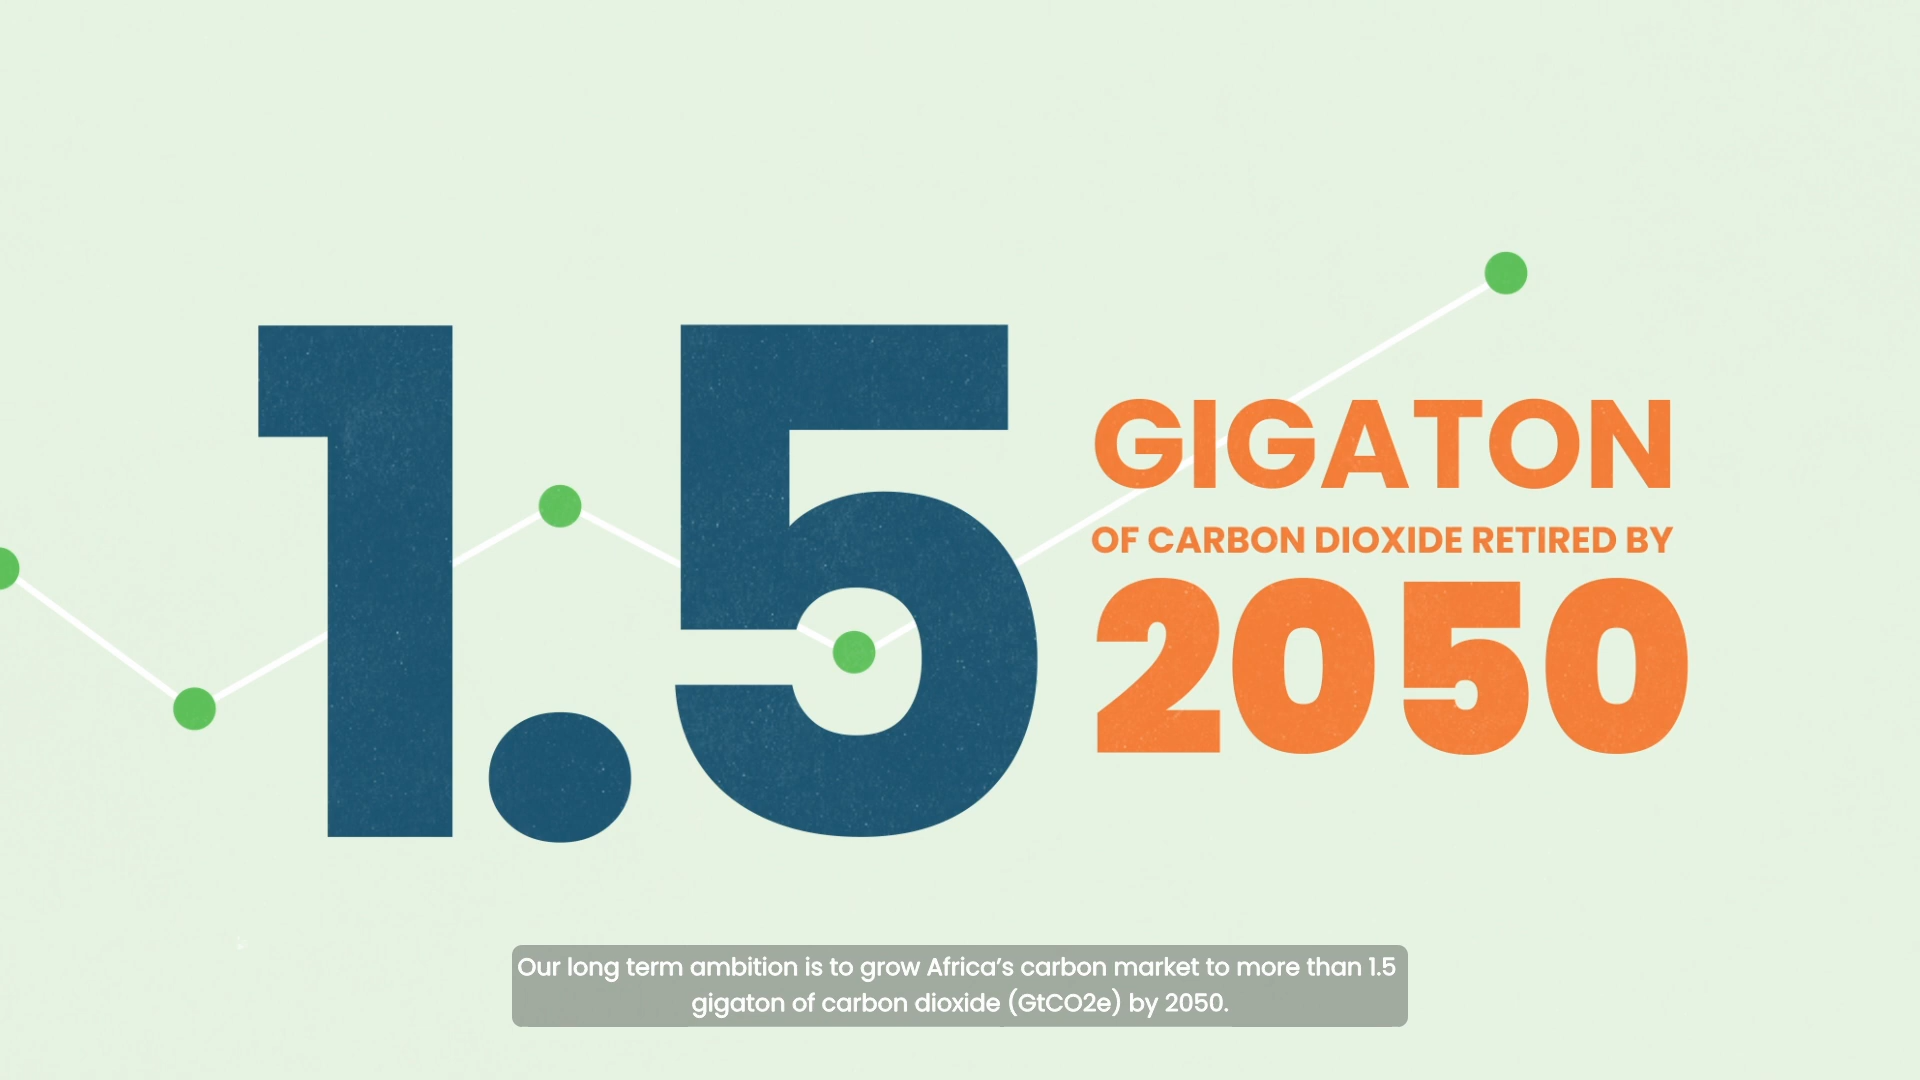 1.5
GIGATON
OF CARBON DIOXIDE RETIRED BY
2050
Our long term ambition is to grow Africa’s carbon market to more than 1.5
gigaton of carbon dioxide (GtCO2e) by 2050.